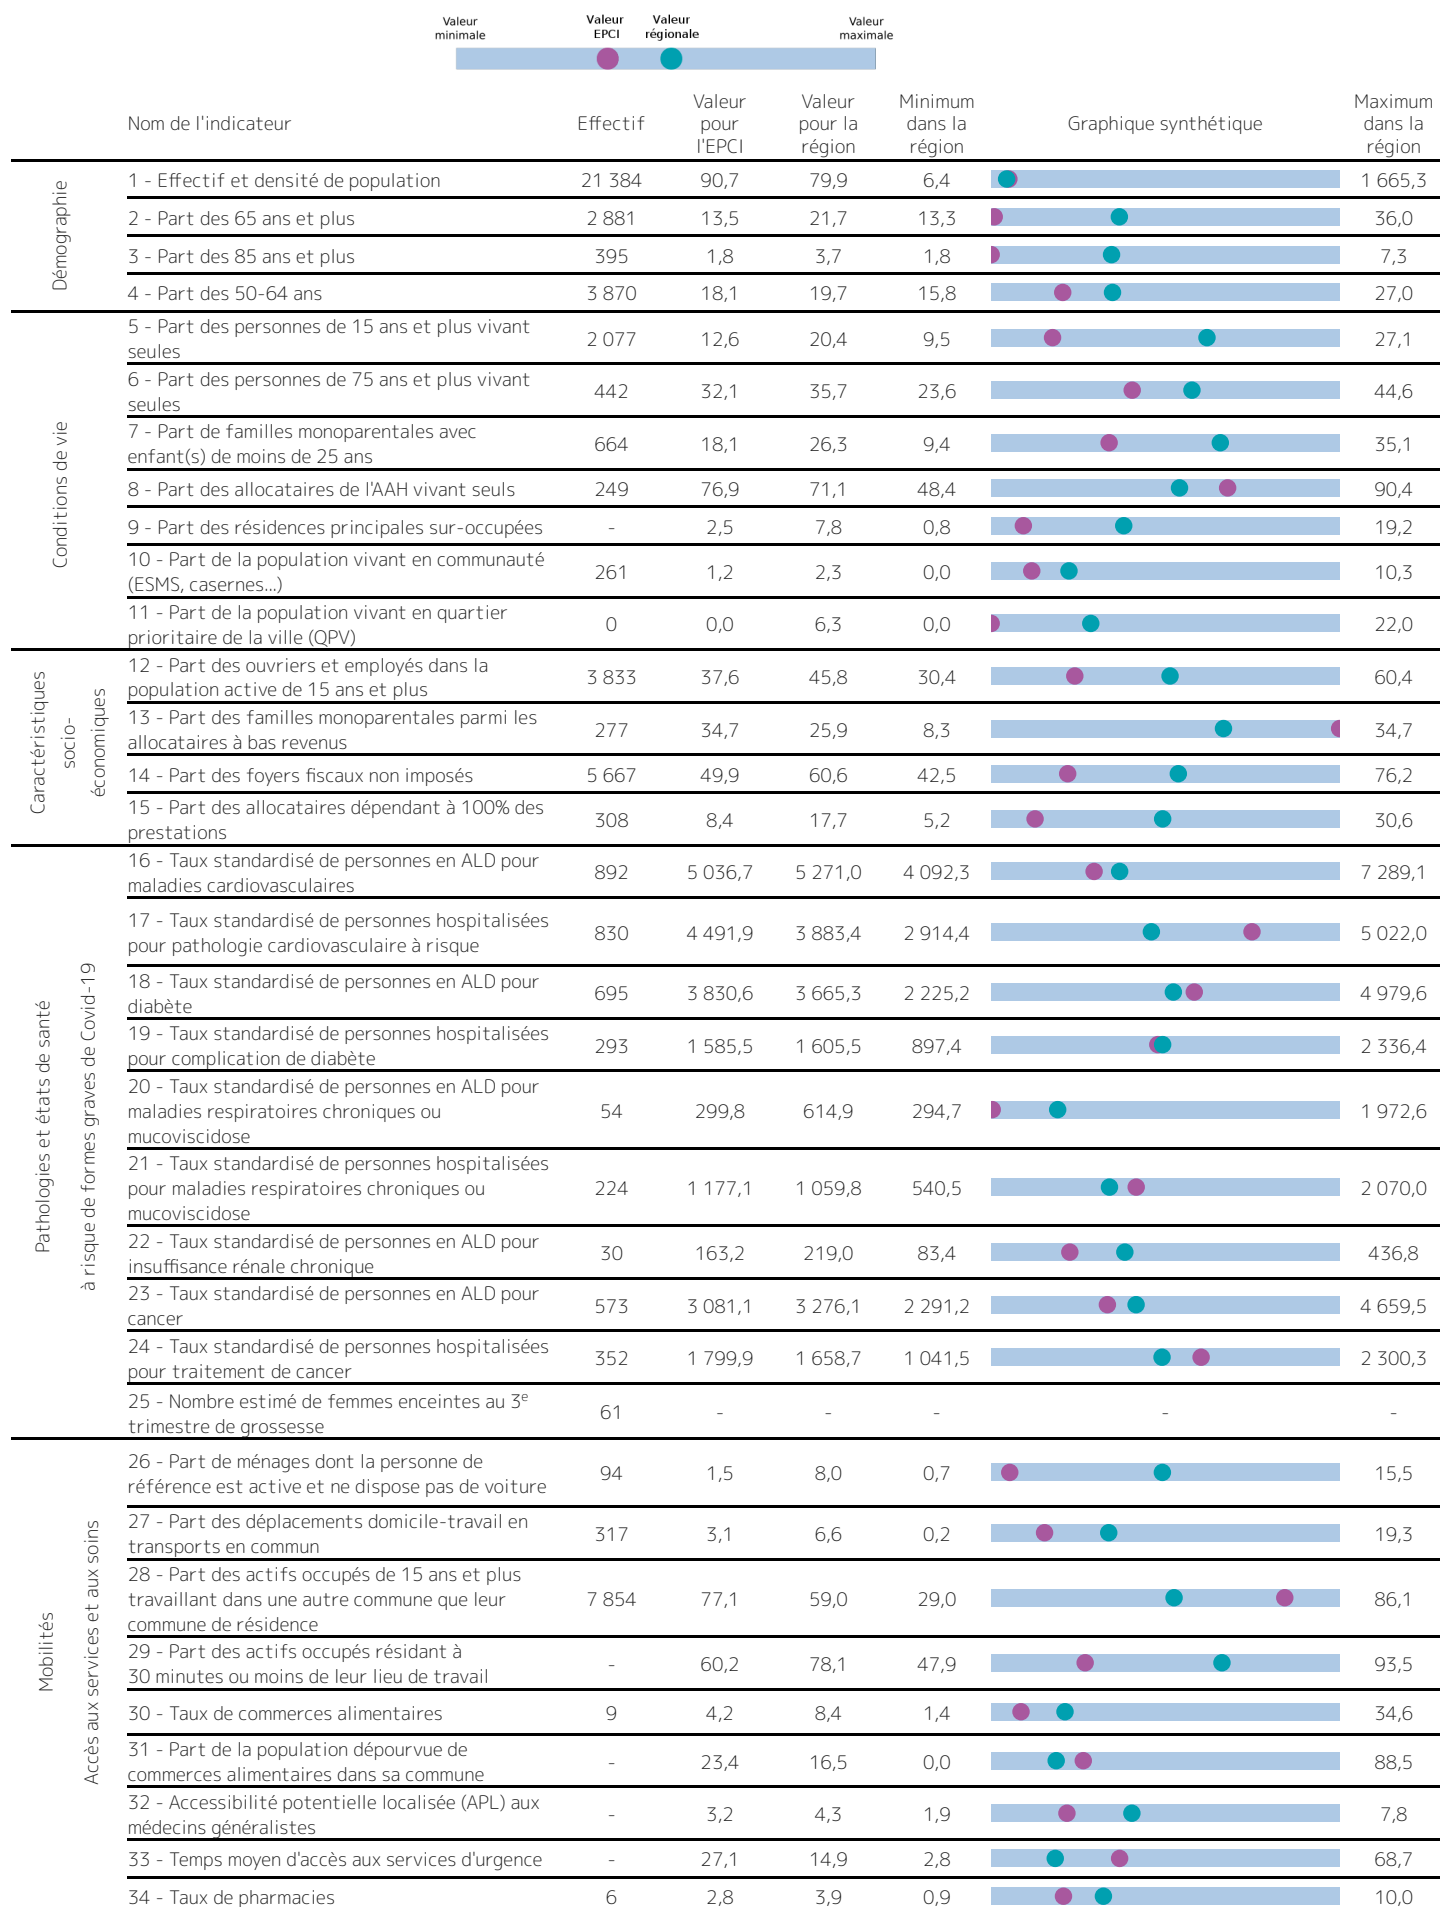 Valeur minimale
Valeur EPCI
Valeur régionale
Valeur maximale
Nom de l'indicateur Effectif Valeur pour l'EPCI Valeur pour la région Minimum dans la région Graphique synthétique Maximum dans la région
Démographie
1 - Effectif et densité de population 21 384 90,7 79,9 6,4 1 665,3
2 - Part des 65 ans et plus 2 881 13,5 21,7 13,3 36,0
3 - Part des 85 ans et plus 395 1,8 3,7 1,8 7,3
4 - Part des 50-64 ans 3 870 18,1 19,7 15,8 27,0
Conditions de vie
5 - Part des personnes de 15 ans et plus vivant
seules 2 077 12,6 20,4 9,5 27,1
6 - Part des personnes de 75 ans et plus vivant
seules 442 32,1 35,7 23,6 44,6
7 - Part de familles monoparentales avec
enfant(s) de moins de 25 ans 664 18,1 26,3 9,4 35,1
8 - Part des allocataires de l'AAH vivant seuls 249 76,9 71,1 48,4 90,4
9 - Part des résidences principales sur-occupées - 2,5 7,8 0,8 19,2
10 - Part de la population vivant en communauté
(ESMS, casernes...) 261 1,2 2,3 0,0 10,3
11 - Part de la population vivant en quartier
prioritaire de la ville (QPV) 0 0,0 6,3 0,0 22,0
Caractéristiques
socio-
économiques
12 - Part des ouvriers et employés dans la
population active de 15 ans et plus 3 833 37,6 45,8 30,4 60,4
13 - Part des familles monoparentales parmi les
allocataires à bas revenus 277 34,7 25,9 8,3 34,7
14 - Part des foyers fiscaux non imposés 5 667 49,9 60,6 42,5 76,2
15 - Part des allocataires dépendant à 100% des
prestations 308 8,4 17,7 5,2 30,6
Pathologies et états de santé
à risque de formes graves de Covid-19
16 - Taux standardisé de personnes en ALD pour
maladies cardiovasculaires 892 5 036,7 5 271,0 4 092,3 7 289,1
17 - Taux standardisé de personnes hospitalisées
pour pathologie cardiovasculaire à risque 830 4 491,9 3 883,4 2 914,4 5 022,0
18 - Taux standardisé de personnes en ALD pour
diabète 695 3 830,6 3 665,3 2 225,2 4 979,6
19 - Taux standardisé de personnes hospitalisées
pour complication de diabète 293 1 585,5 1 605,5 897,4 2 336,4
20 - Taux standardisé de personnes en ALD pour
maladies respiratoires chroniques ou 54 299,8 614,9 294,7 1 972,6
mucoviscidose
21 - Taux standardisé de personnes hospitalisées
pour maladies respiratoires chroniques ou 224 1 177,1 1 059,8 540,5 2 070,0
mucoviscidose
22 - Taux standardisé de personnes en ALD pour
insuffisance rénale chronique 30 163,2 219,0 83,4 436,8
23 - Taux standardisé de personnes en ALD pour
cancer 573 3 081,1 3 276,1 2 291,2 4 659,5
24 - Taux standardisé de personnes hospitalisées
pour traitement de cancer 352 1 799,9 1 658,7 1 041,5 2 300,3
25 - Nombre estimé de femmes enceintes au 3e
trimestre de grossesse 61 - - - - -
Mobilités
Accès aux services et aux soins
26 - Part de ménages dont la personne de
référence est active et ne dispose pas de voiture 94 1,5 8,0 0,7 15,5
27 - Part des déplacements domicile-travail en
transports en commun 317 3,1 6,6 0,2 19,3
28 - Part des actifs occupés de 15 ans et plus
travaillant dans une autre commune que leur 7 854 77,1 59,0 29,0 86,1
commune de résidence
29 - Part des actifs occupés résidant à
30 minutes ou moins de leur lieu de travail - 60,2 78,1 47,9 93,5
30 - Taux de commerces alimentaires 9 4,2 8,4 1,4 34,6
31 - Part de la population dépourvue de
commerces alimentaires dans sa commune - 23,4 16,5 0,0 88,5
32 - Accessibilité potentielle localisée (APL) aux
médecins généralistes - 3,2 4,3 1,9 7,8
33 - Temps moyen d'accès aux services d'urgence - 27,1 14,9 2,8 68,7
34 - Taux de pharmacies 6 2,8 3,9 0,9 10,0